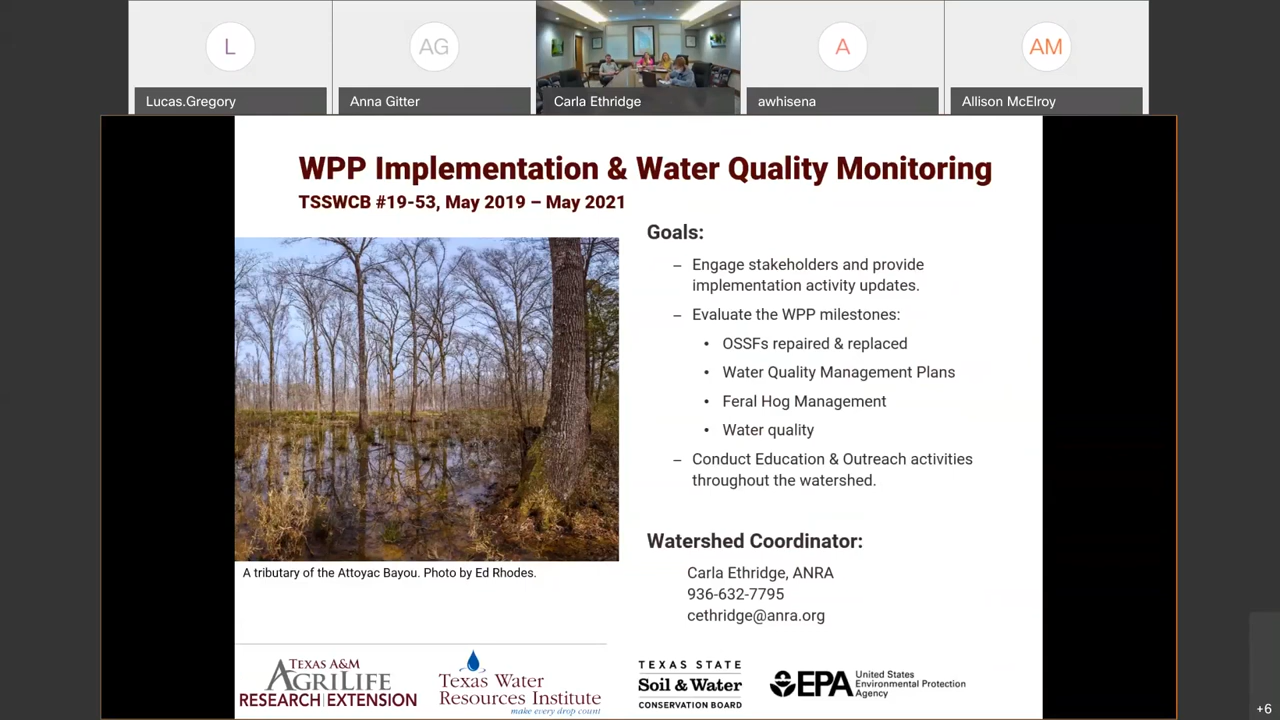 L
AG
A
AM
Lucas.Gregory
Anna Gitter
Carla Ethridge
awhisena
Allison McElroy
WPP Implementation & Water Quality Monitoring
TSSWCB #19-53, May 2019 – May 2021
Goals:
– Engage stakeholders and provide
implementation activity updates.
– Evaluate the WPP milestones:
• OSSFs repaired & replaced
• Water Quality Management Plans
• Feral Hog Management
• Water quality
– Conduct Education & Outreach activities
throughout the watershed.
A tributary of the Attoyac Bayou. Photo by Ed Rhodes.
Watershed Coordinator:
Carla Ethridge, ANRA
936-632-7795
cethridge@anra.org
TEXAS A&M
AGRILIFE
RESEARCH | EXTENSION
Texas Water
Resources Institute
make every drop count
TEXAS STATE
Soil & Water
CONSERVATION BOARD
EPA
United States
Environmental Protection
Agency
+6